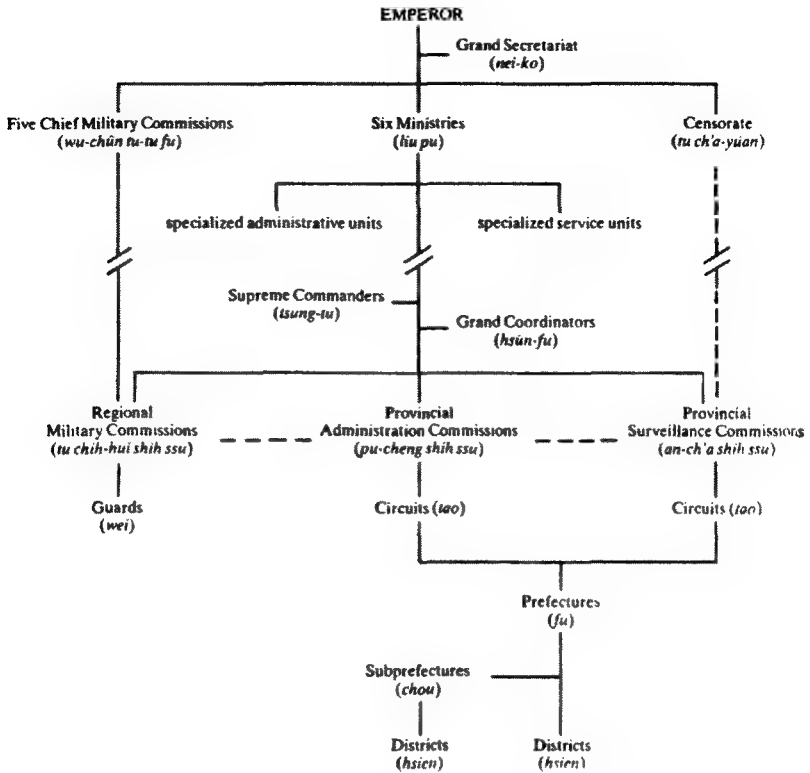 EMPEROR
Grand Secretariat
(nei-ko)
Five Chief Military Commissions
(wu-chün tu-tu fu)
Six Ministries
(liu pu)
Censorate
(tu ch'a-yüan)
specialized administrative units
specialized service units
Supreme Commanders
(tsung-tu)
Grand Coordinators
(hsün-fu)
Regional
Military Commissions
(tu chih-hui shih ssu)
Provincial
Administration Commissions
(pu-cheng shih ssu)
Provincial
Surveillance Commissions
(an-ch'a shih ssu)
Guards
(wei)
Circuits (tao)
Circuits (tao)
Prefectures
(fu)
Subprefectures
(chou)
Districts
(hsien)
Districts
(hsien)